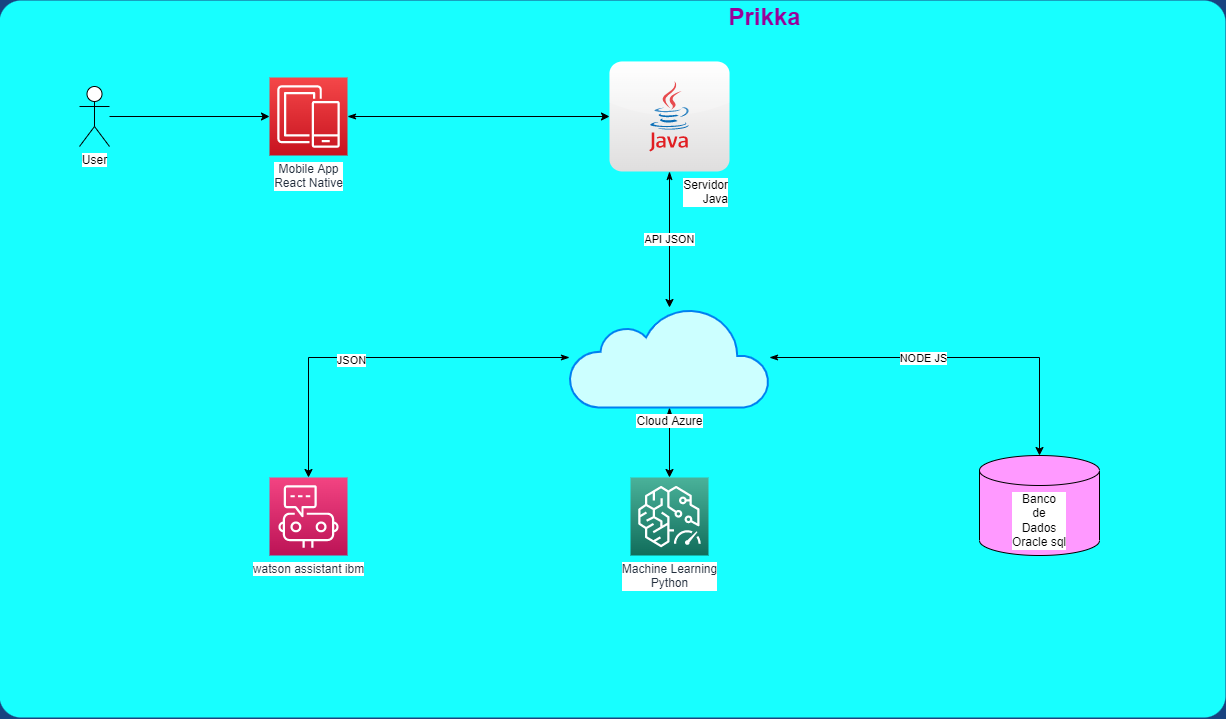 Prikka
User
Mobile App
React Native
Java
Servidor
Java
API JSON
JSON
NODE JS
Cloud Azure
watson assistant ibm
Machine Learning
Python
Banco
de
Dados
Oracle sql